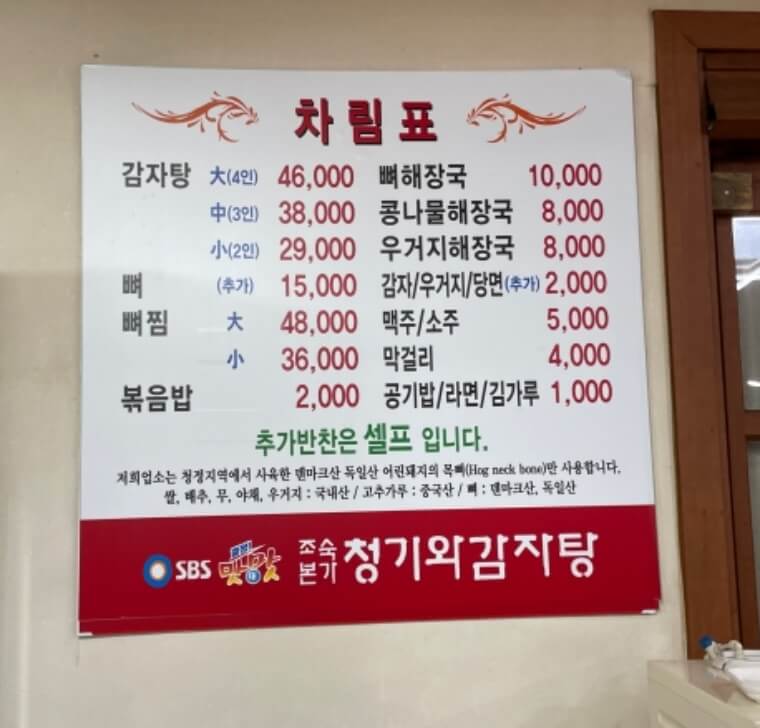 차림표
감자탕 大(4인) 46,000 뼈해장국 10,000
中(3인) 38,000 콩나물해장국 8,000
小(2인) 29,000 우거지해장국 8,000
뼈 (추가) 15,000 감자/우거지/당면(추가) 2,000
뼈찜 大 48,000 맥주/소주 5,000
小 36,000 막걸리 4,000
볶음밥 2,000 공기밥/라면/김가루 1,000
추가반찬은 셀프 입니다.
저희업소는 청정지역에서 사육한 덴마크산 독일산 어린돼지의 목뼈(Hog neck bone)만 사용합니다.
쌀, 배추, 무, 야채, 우거지 : 국내산 / 고추가루 : 중국산 / 뼈 : 덴마크산, 독일산
SBS 조숙본가 청기와감자탕